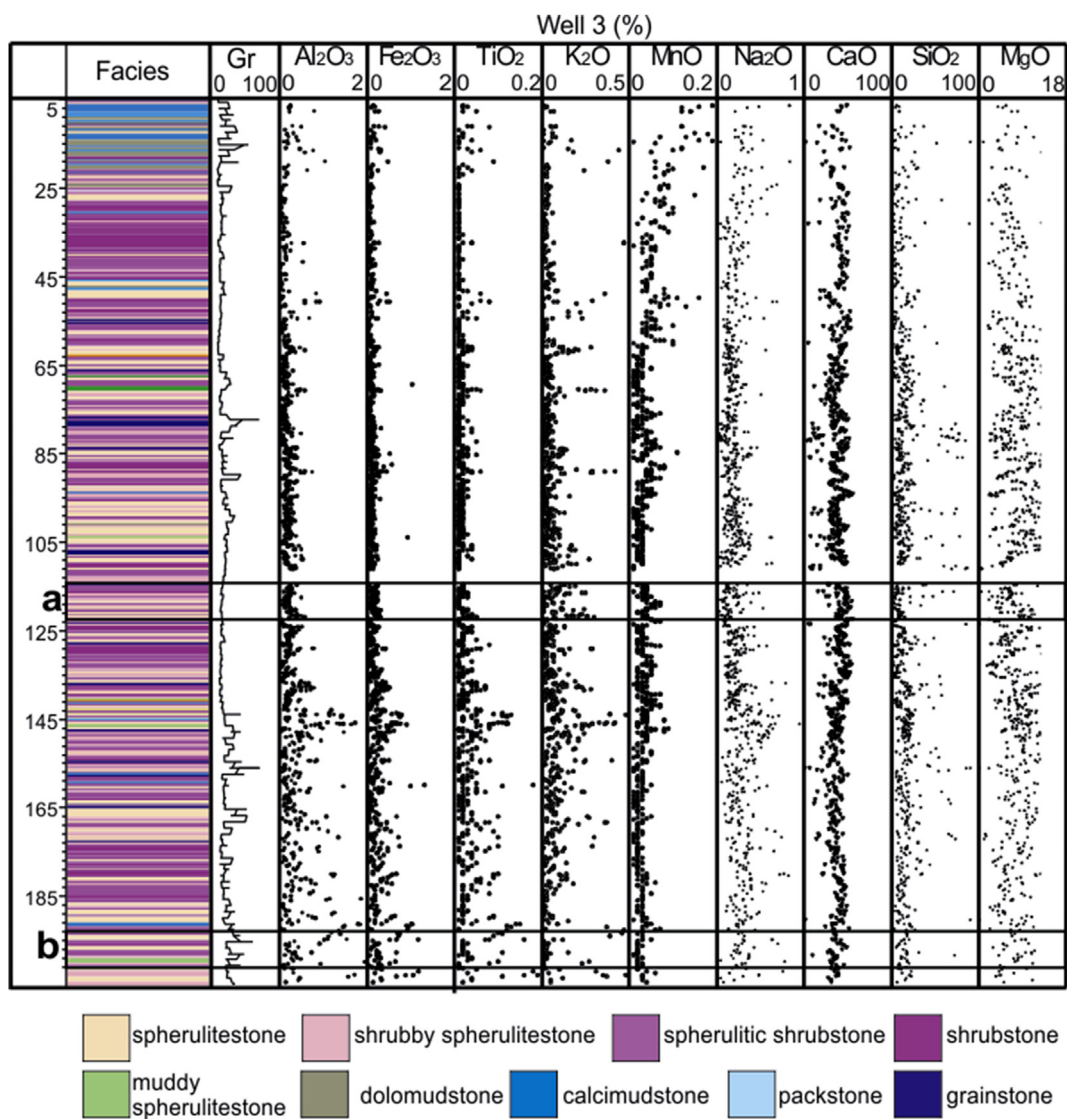 Well 3 (%)
Facies Gr Al₂O₃ Fe₂O₃ TiO₂ K₂O MnO Na₂O CaO SiO₂ MgO
0 100 0 2 0 2 0 0.2 0 0.5 0 0.2 0 1 0 100 0 100 0 18
5
25
45
65
85
105
a
125
145
165
185
b
spherulitestone shrubby spherulitestone spherulitic shrubstone shrubstone
muddy spherulitestone dolomudstone calcimudstone packstone grainstone